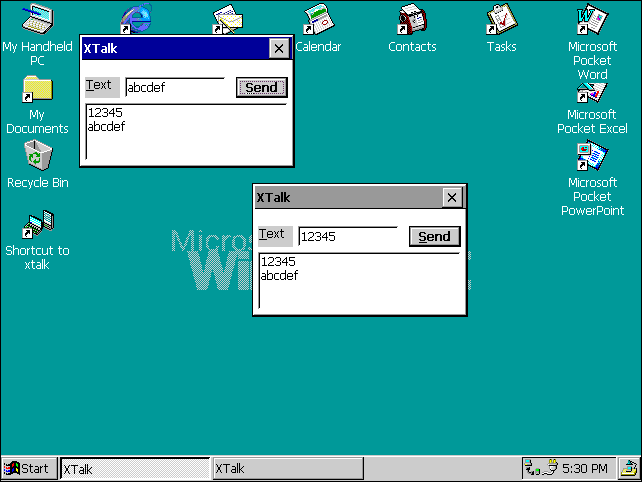 My Handheld
PC
Calendar
Contacts
Tasks
Microsoft
Pocket
Word
XTalk
Text
abcdef
Send
12345
abcdef
My
Documents
Microsoft
Pocket Excel
Recycle Bin
Microsoft
Pocket
PowerPoint
XTalk
Text
12345
Send
12345
abcdef
Shortcut to
xtalk
Micros
Wi
Start
XTalk
XTalk
5:30 PM